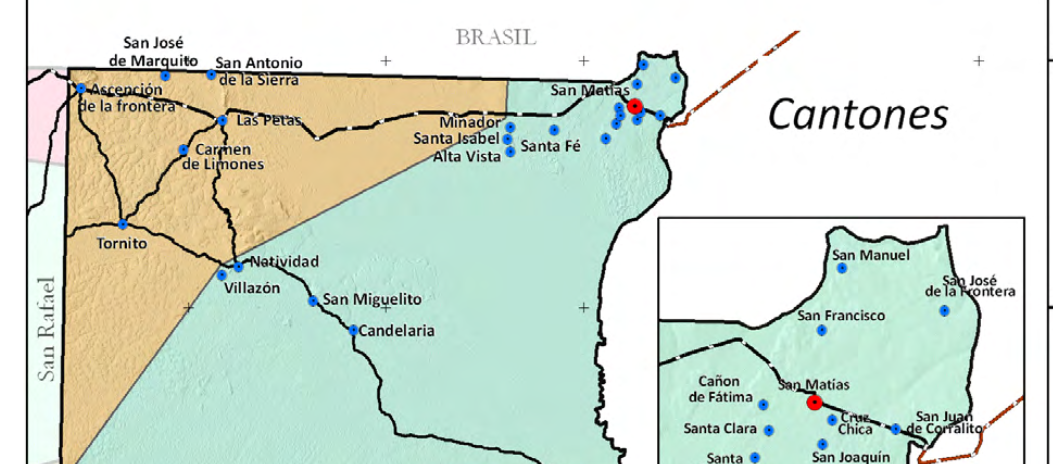 BRASIL
San José
de Marquito
San Antonio
de la Sierra
Ascención
de la frontera
San Matías
Las Petas
Cantones
Minador
Santa Isabel
Santa Fé
Alta Vista
Carmen
de Limones
Tornito
Natividad
Villazón
San Miguelito
Candelaria
San Rafael
San Manuel
San José
de la Frontera
San Francisco
Cañon
de Fátima
San Matías
Cruz
Chica
San Juan
de Corralito
Santa Clara
Santa
San Joaquín